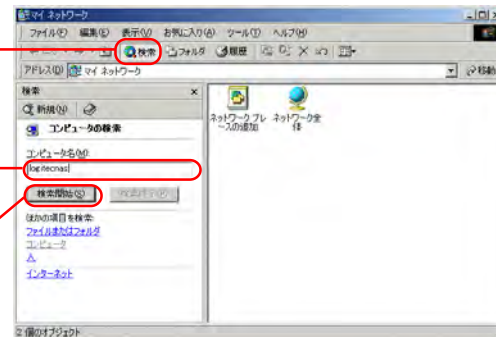 マイ ネットワーク
ファイル(F) 編集(E) 表示(V) お気に入り(A) ツール(T) ヘルプ(H)
検索 フォルダ 履歴
アドレス(D) マイ ネットワーク 移動
検索
新規(N)
コンピュータの検索
コンピュータ名(M):
logitecnas
検索開始(S)
ほかの項目を検索:
ファイルまたはフォルダ
コンピュータ
人
インターネット
ネットワーク プレースの追加
ネットワーク全体
2 個のオブジェクト